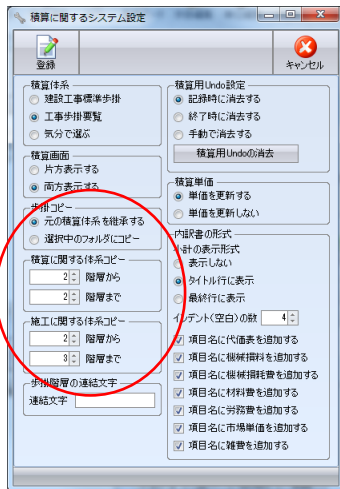 積算に関するシステム設定
登録
キャンセル
積算体系
建設工事標準歩掛
工事歩掛要覧
気分で選ぶ
積算画面
片方表示する
両方表示する
歩掛コピー
元の積算体系を継承する
選択中のフォルダにコピー
積算に関する体系コピー
2 階層から
2 階層まで
施工に関する体系コピー
2 階層から
3 階層まで
歩掛階層の連結文字
連結文字
積算用Undo設定
記録時に消去する
終了時に消去する
手動で消去する
積算用Undoの消去
積算単価
単価を更新する
単価を更新しない
内訳書の形式
小計の表示形式
表示しない
タイトル行に表示
最終行に表示
インデント(空白)の数 4
項目名に代価表を追加する
項目名に機械損料を追加する
項目名に機械損耗費を追加する
項目名に材料費を追加する
項目名に労務費を追加する
項目名に市場単価を追加する
項目名に雑費を追加する